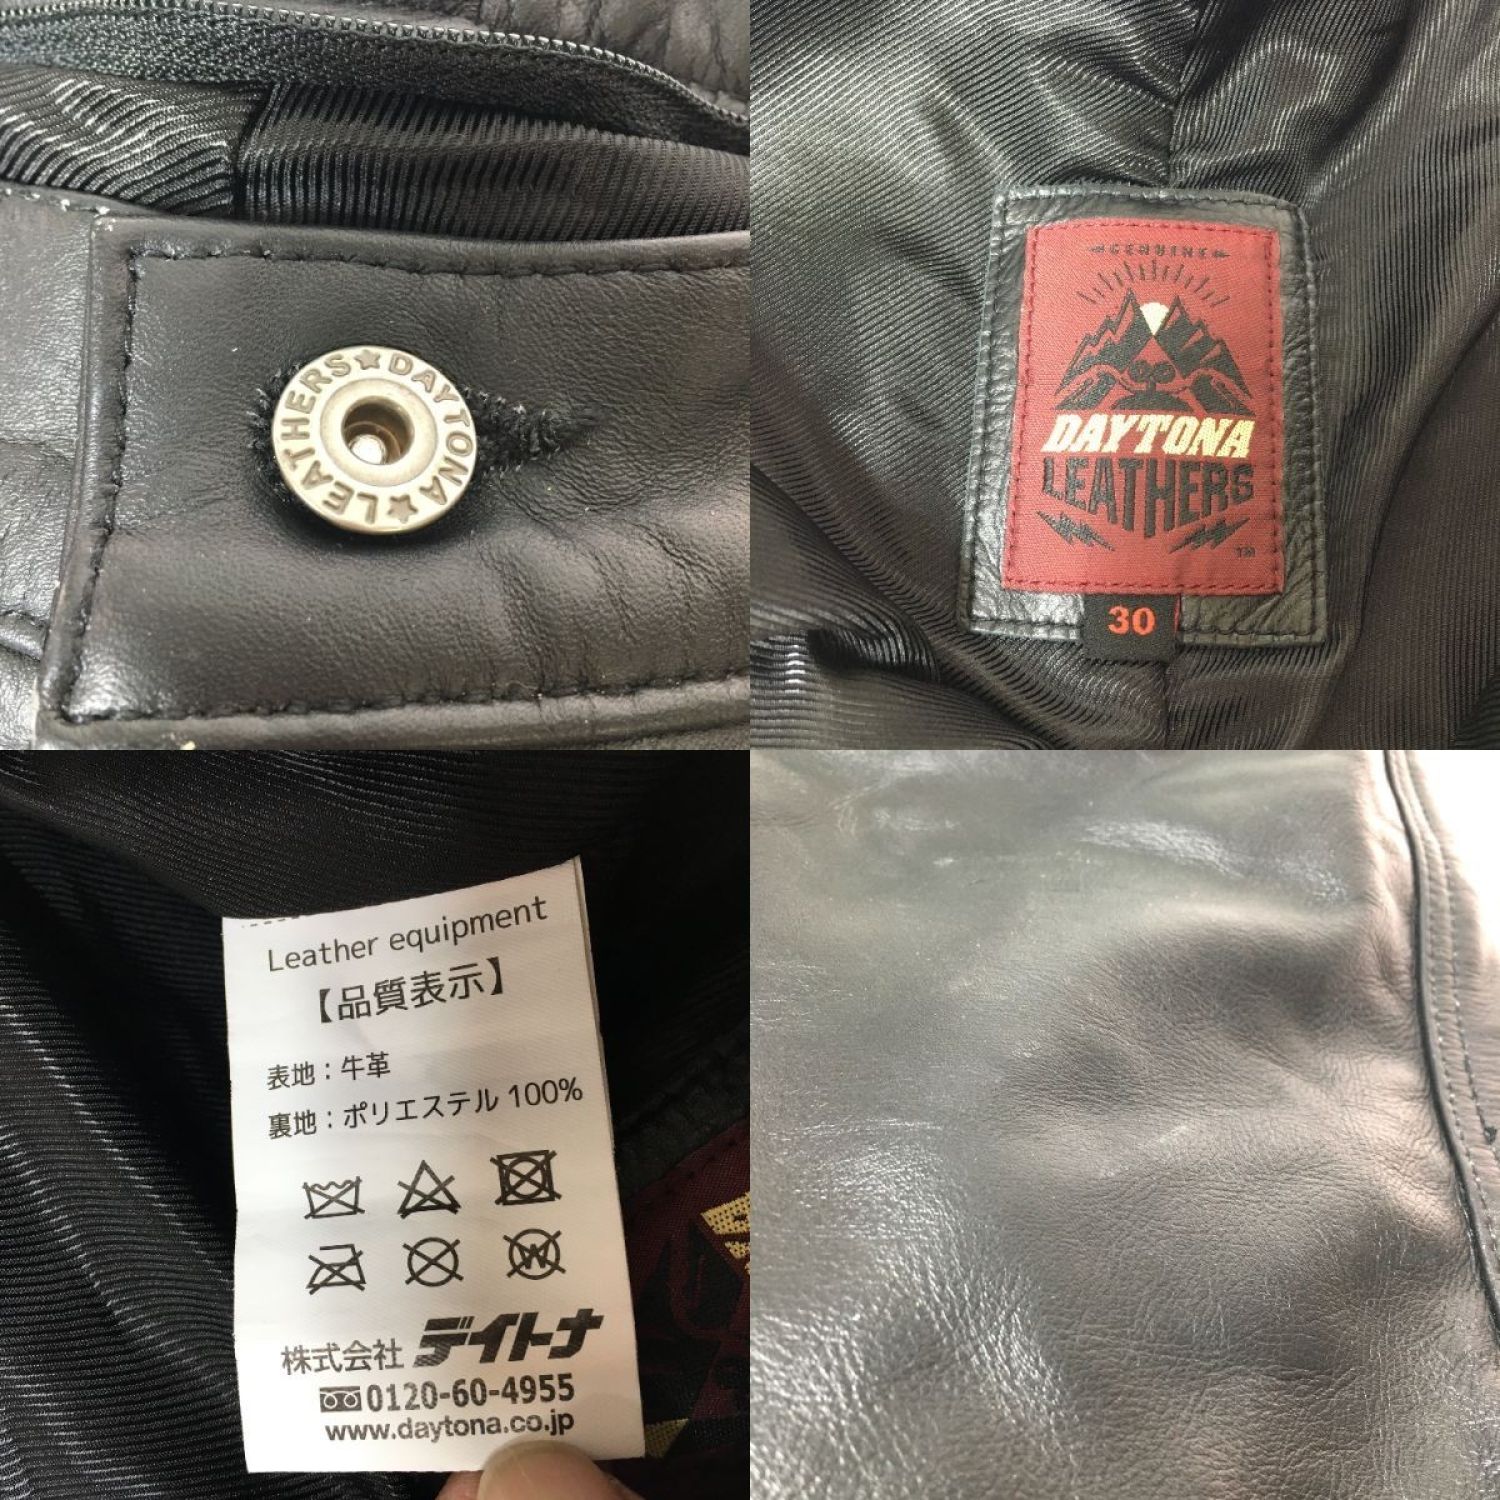 DAYTONA★LEATHERS★
GENUINE
DAYTONA
LEATHERS
TM
30
Leather equipment
【品質表示】
表地：牛革
裏地：ポリエステル 100%
W
株式会社 デイトナ
0120-60-4955
www.daytona.co.jp